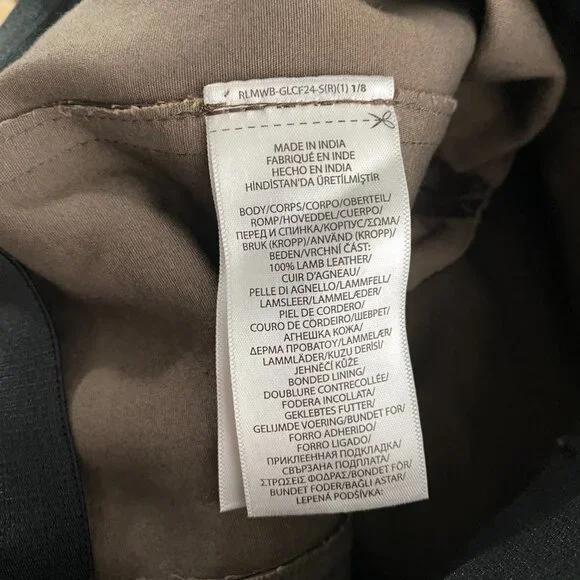 RLMWB-GLCF24-S(R)(1) 1/8
MADE IN INDIA
FABRIQUÉ EN INDE
HECHO EN INDIA
HİNDİSTAN'DA ÜRETİLMİŞTİR
BODY/CORPS/CORPO/OBERTEIL/
ROMP/HOVEDDEL/CUERPO/
ПЕРЕД И СПИНКА/КОРПУС/ΣΩΜΑ/
BRUK (KROPP)/ANVÄND (KROPP)/
BEDEN/VRCHNÍ ČÁST:
100% LAMB LEATHER/
CUIR D'AGNEAU/
PELLE DI AGNELLO/LAMMFELL/
LAMSLEER/LAMMELÆDER/
PIEL DE CORDERO/
COURO DE CORDEIRO/ШЕВРЕТ/
АГНЕШКА КОЖА/
ΔΕΡΜΑ ΠΡΟΒΑΤΟΥ/LAMMELÆR/
LAMMLÄDER/KUZU DERİSİ/
JEHNĚČÍ KŮŽE
BONDED LINING/
DOUBLURE CONTRECOLLÉE/
FODERA INCOLLATA/
GEKLEBTES FUTTER/
GELIJMDE VOERING/BUNDET FOR/
FORRO ADHERIDO/
FORRO LIGADO/
ПРИКЛЕЕННАЯ ПОДКЛАДКА/
СВЪРЗАНА ПОДПЛАТА/
ΣΤΡΩΣΕΙΣ ΦΟΔΡΑΣ/BUNDET FÔR/
BUNDET FODER/BAĞLI ASTAR/
LEPENÁ PODŠÍVKA: